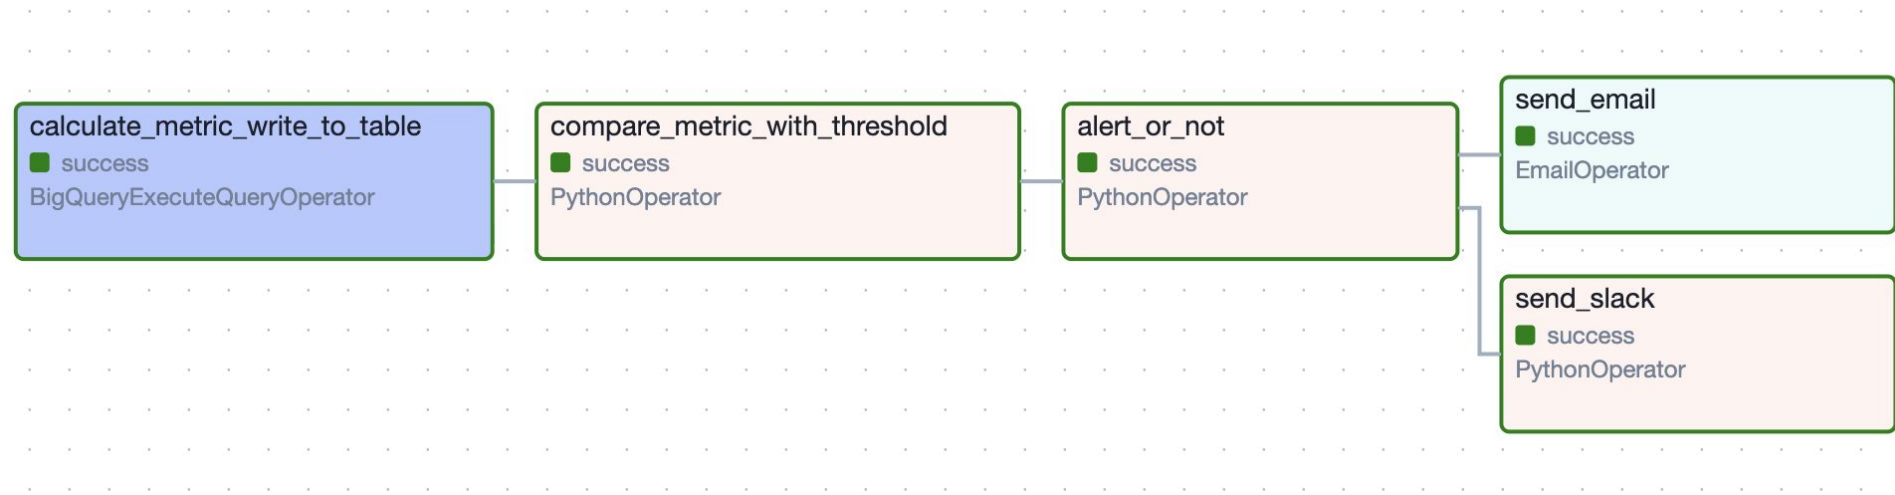 calculate_metric_write_to_table
success
BigQueryExecuteQueryOperator
compare_metric_with_threshold
success
PythonOperator
alert_or_not
success
PythonOperator
send_email
success
EmailOperator
send_slack
success
PythonOperator